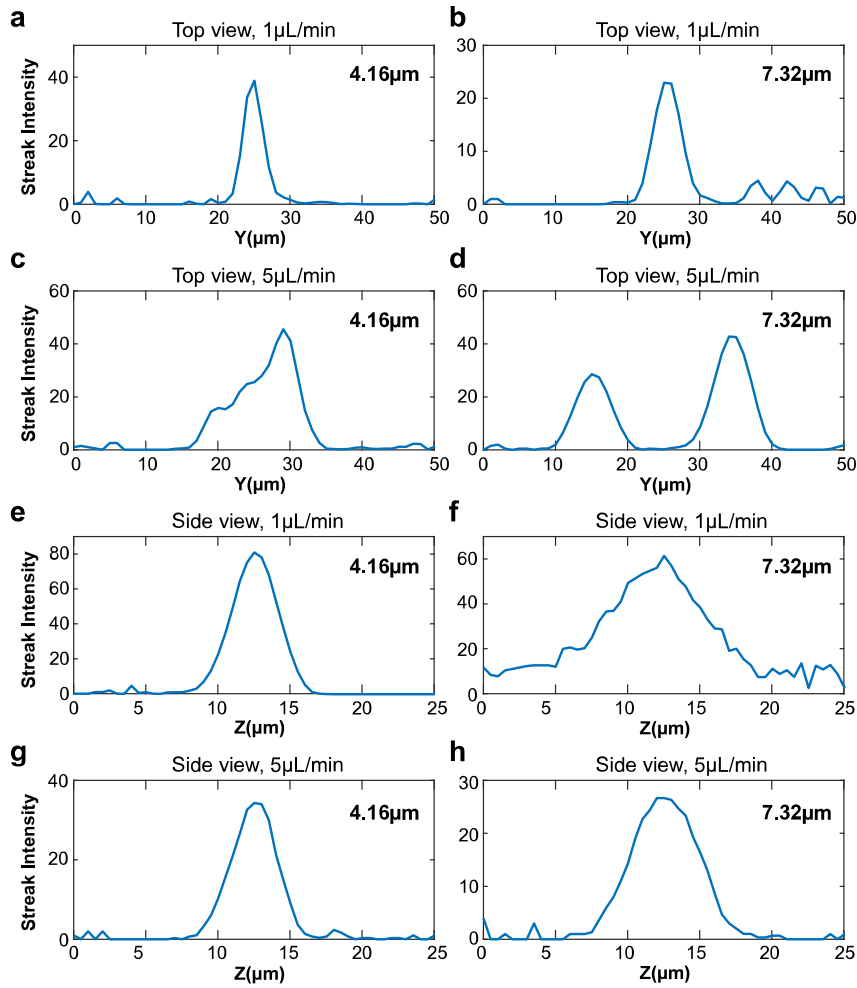 a
Top view, 1µL/min
4.16µm
Streak Intensity
40
20
0
0 10 20 30 40 50
Y(µm)
b
Top view, 1µL/min
7.32µm
30
20
10
0
0 10 20 30 40 50
Y(µm)
c
Top view, 5µL/min
4.16µm
Streak Intensity
60
40
20
0
0 10 20 30 40 50
Y(µm)
d
Top view, 5µL/min
7.32µm
60
40
20
0
0 10 20 30 40 50
Y(µm)
e
Side view, 1µL/min
4.16µm
Streak Intensity
80
60
40
20
0
0 5 10 15 20 25
Z(µm)
f
Side view, 1µL/min
7.32µm
60
40
20
0
0 5 10 15 20 25
Z(µm)
g
Side view, 5µL/min
4.16µm
Streak Intensity
40
20
0
0 5 10 15 20 25
Z(µm)
h
Side view, 5µL/min
7.32µm
30
20
10
0
0 5 10 15 20 25
Z(µm)